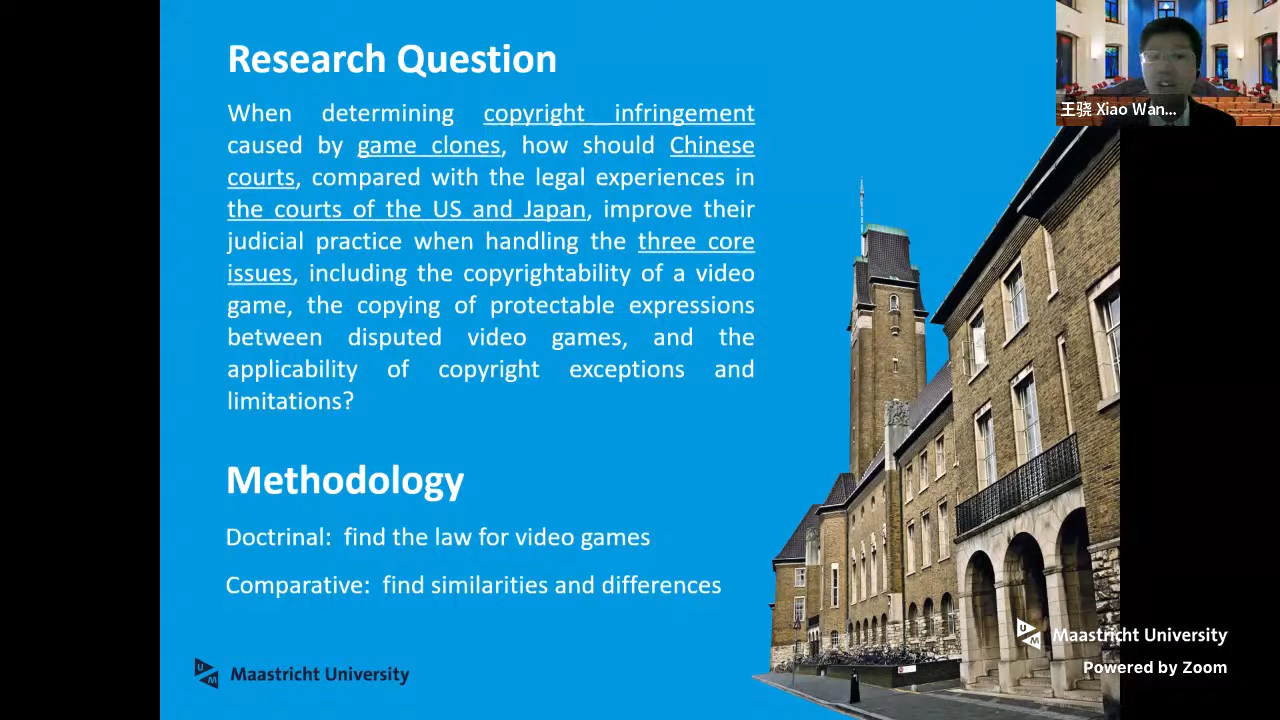 Research Question
When determining copyright infringement
caused by game clones, how should Chinese
courts, compared with the legal experiences in
the courts of the US and Japan, improve their
judicial practice when handling the three core
issues, including the copyrightability of a video
game, the copying of protectable expressions
between disputed video games, and the
applicability of copyright exceptions and
limitations?
Methodology
Doctrinal: find the law for video games
Comparative: find similarities and differences
UM Maastricht University
王骁 Xiao Wan...
UM Maastricht University
Powered by Zoom